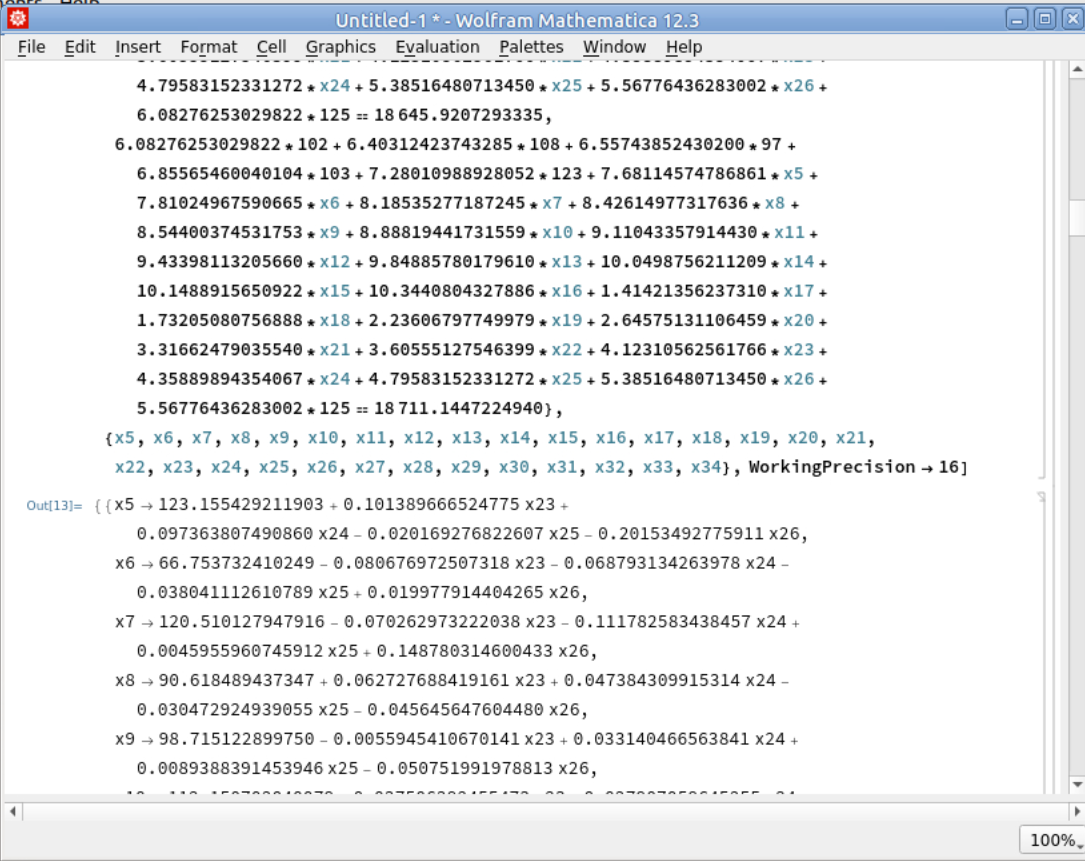 Help
Untitled-1 * - Wolfram Mathematica 12.3
File Edit Insert Format Cell Graphics Evaluation Palettes Window Help
4.79583152331272 * x24 + 5.38516480713450 * x25 + 5.56776436283002 * x26 +
6.08276253029822 * 125 == 18 645.9207293335,
6.08276253029822 * 102 + 6.40312423743285 * 108 + 6.55743852430200 * 97 +
6.85565460040104 * 103 + 7.28010988928052 * 123 + 7.68114574786861 * x5 +
7.81024967590665 * x6 + 8.18535277187245 * x7 + 8.42614977317636 * x8 +
8.54400374531753 * x9 + 8.88819441731559 * x10 + 9.11043357914430 * x11 +
9.43398113205660 * x12 + 9.84885780179610 * x13 + 10.0498756211209 * x14 +
10.1488915650922 * x15 + 10.3440804327886 * x16 + 1.41421356237310 * x17 +
1.73205080756888 * x18 + 2.23606797749979 * x19 + 2.64575131106459 * x20 +
3.31662479035540 * x21 + 3.60555127546399 * x22 + 4.12310562561766 * x23 +
4.35889894354067 * x24 + 4.79583152331272 * x25 + 5.38516480713450 * x26 +
5.56776436283002 * 125 == 18 711.1447224940},
{x5, x6, x7, x8, x9, x10, x11, x12, x13, x14, x15, x16, x17, x18, x19, x20, x21,
x22, x23, x24, x25, x26, x27, x28, x29, x30, x31, x32, x33, x34}, WorkingPrecision → 16]
Out[13]= {{x5 → 123.155429211903 + 0.101389666524775 x23 +
0.097363807490860 x24 − 0.020169276822607 x25 − 0.20153492775911 x26,
x6 → 66.753732410249 − 0.080676972507318 x23 − 0.068793134263978 x24 −
0.038041112610789 x25 + 0.019977914404265 x26,
x7 → 120.510127947916 − 0.070262973222038 x23 − 0.111782583438457 x24 +
0.0045955960745912 x25 + 0.148780314600433 x26,
x8 → 90.618489437347 + 0.062727688419161 x23 + 0.047384309915314 x24 −
0.030472924939055 x25 − 0.045645647604480 x26,
x9 → 98.715122899750 − 0.0055945410670141 x23 + 0.033140466563841 x24 +
0.0089388391453946 x25 − 0.050751991978813 x26,
100%